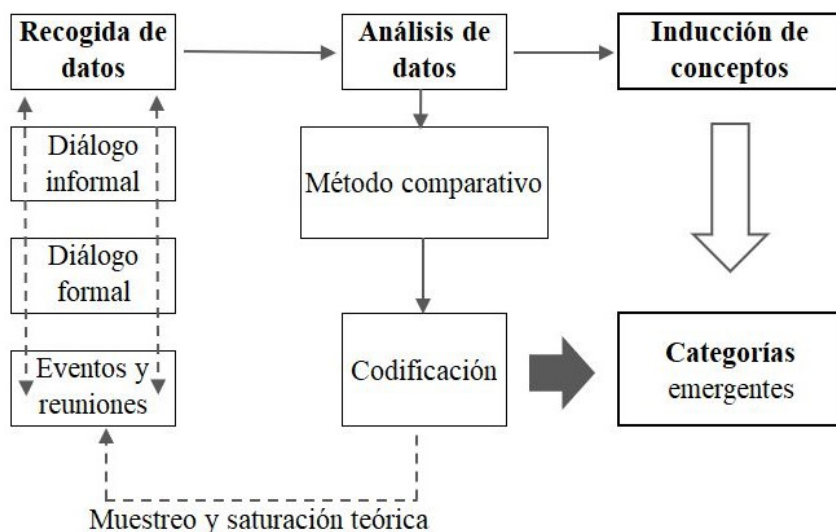 Recogida de
datos
Análisis de
datos
Inducción de
conceptos
Diálogo
informal
Método comparativo
Diálogo
formal
Eventos y
reuniones
Codificación
Categorías
emergentes
Muestreo y saturación teórica